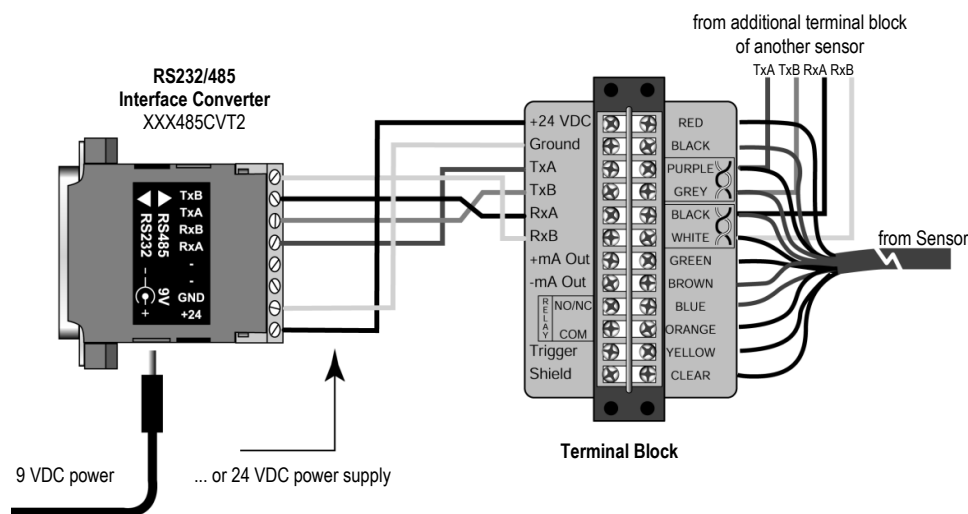 from additional terminal block
of another sensor
TxA TxB RxA RxB
RS232/485
Interface Converter
XXX485CVT2
TxB
TxA
RxB
RxA
-
-
GND
+24
RS485
RS232
9V
- +
+24 VDC
Ground
TxA
TxB
RxA
RxB
+mA Out
-mA Out
RELAY
NO/NC
COM
Trigger
Shield
RED
BLACK
PURPLE
GREY
BLACK
WHITE
GREEN
BROWN
BLUE
ORANGE
YELLOW
CLEAR
from Sensor
Terminal Block
9 VDC power
... or 24 VDC power supply